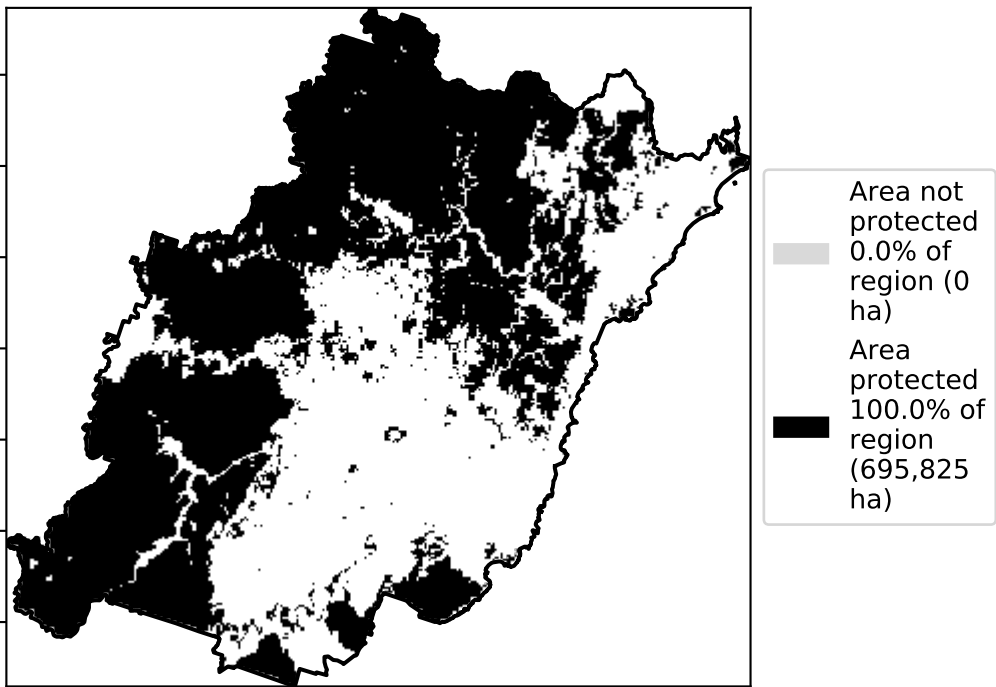 Area not
protected
0.0% of
region (0
ha)
Area
protected
100.0% of
region
(695,825
ha)